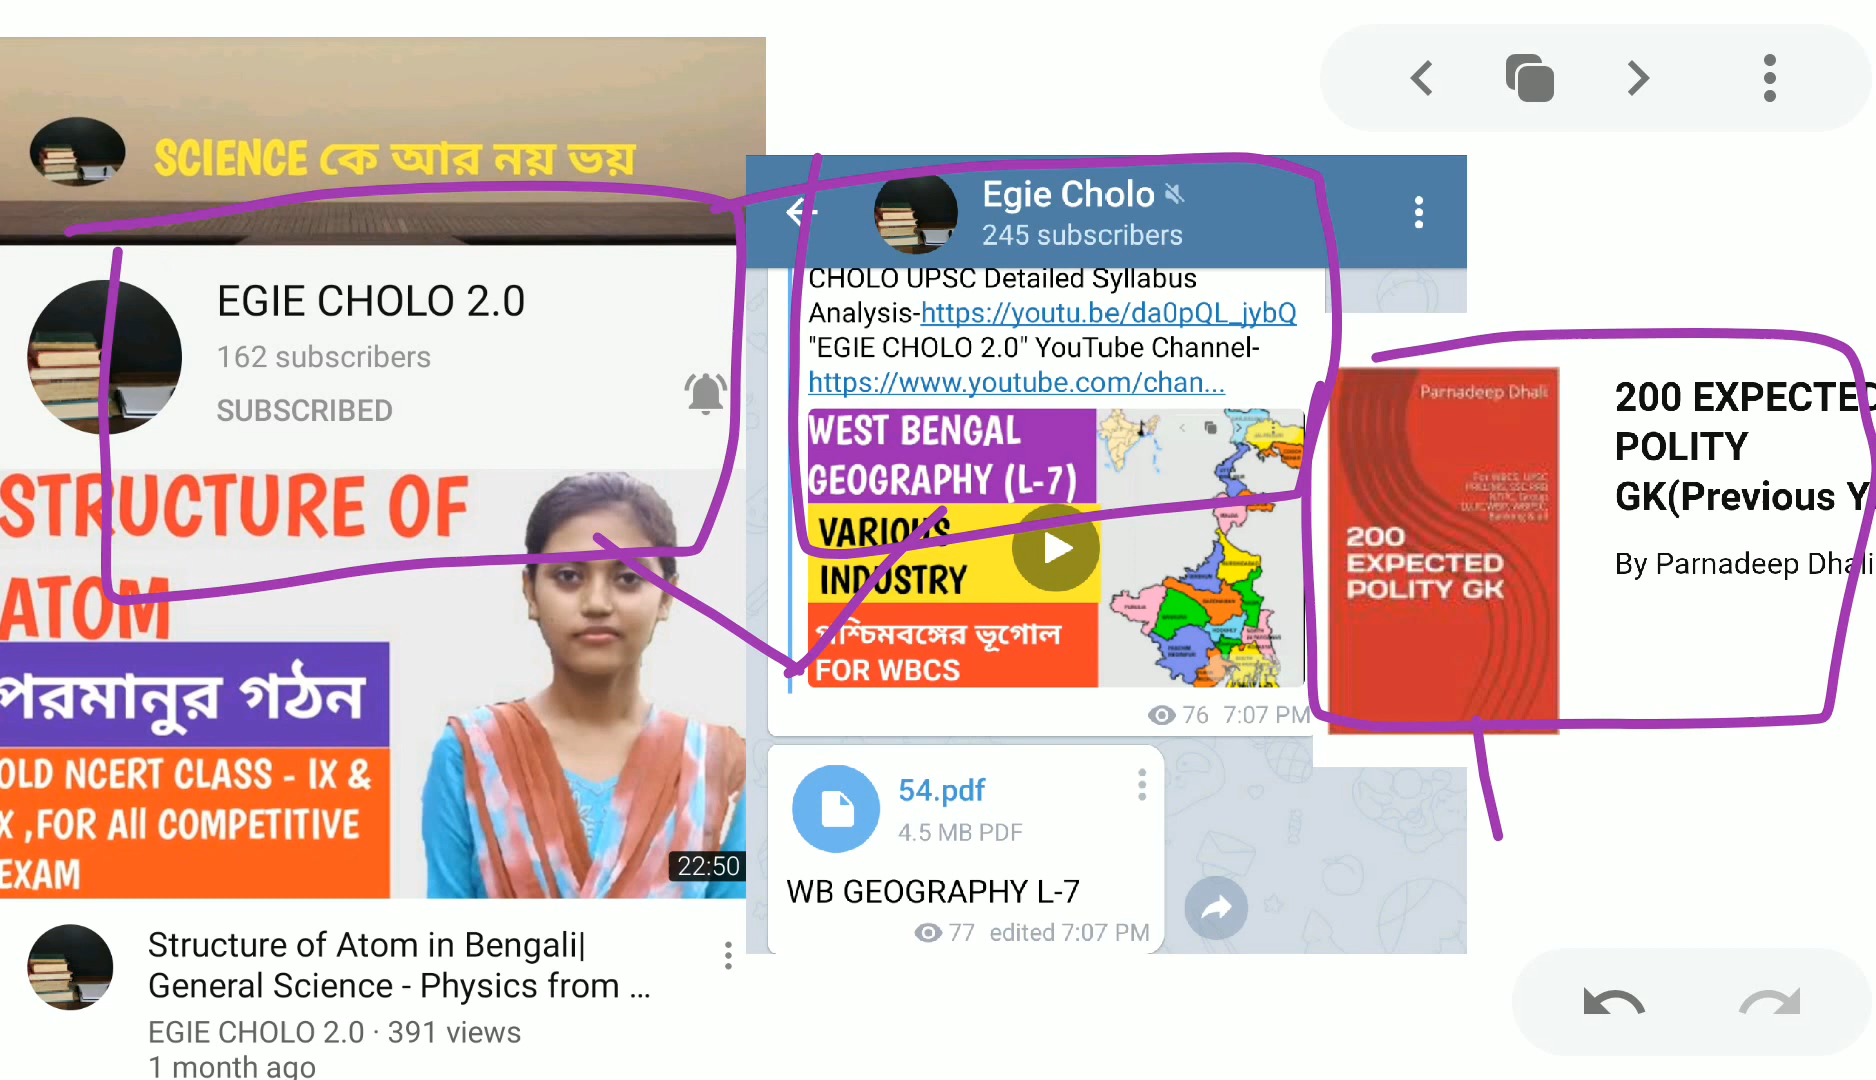 SCIENCE কে আর নয় ভয়
EGIE CHOLO 2.0
162 subscribers
SUBSCRIBED
STRUCTURE OF
ATOM
পরমানুর গঠন
OLD NCERT CLASS - IX &
X ,FOR All COMPETITIVE
EXAM
22:50
Structure of Atom in Bengali|
General Science - Physics from ...
EGIE CHOLO 2.0 · 391 views
1 month ago
Egie Cholo
245 subscribers
CHOLO UPSC Detailed Syllabus
Analysis-https://youtu.be/da0pQL_jybQ
"EGIE CHOLO 2.0" YouTube Channel-
https://www.youtube.com/chan...
WEST BENGAL
GEOGRAPHY (L-7)
VARIOUS
INDUSTRY
পশ্চিমবঙ্গের ভূগোল
FOR WBCS
76 7:07 PM
54.pdf
4.5 MB PDF
WB GEOGRAPHY L-7
77 edited 7:07 PM
Parnadeep Dhali
200
EXPECTED
POLITY GK
200 EXPECTED
POLITY
GK(Previous Y
By Parnadeep Dhali